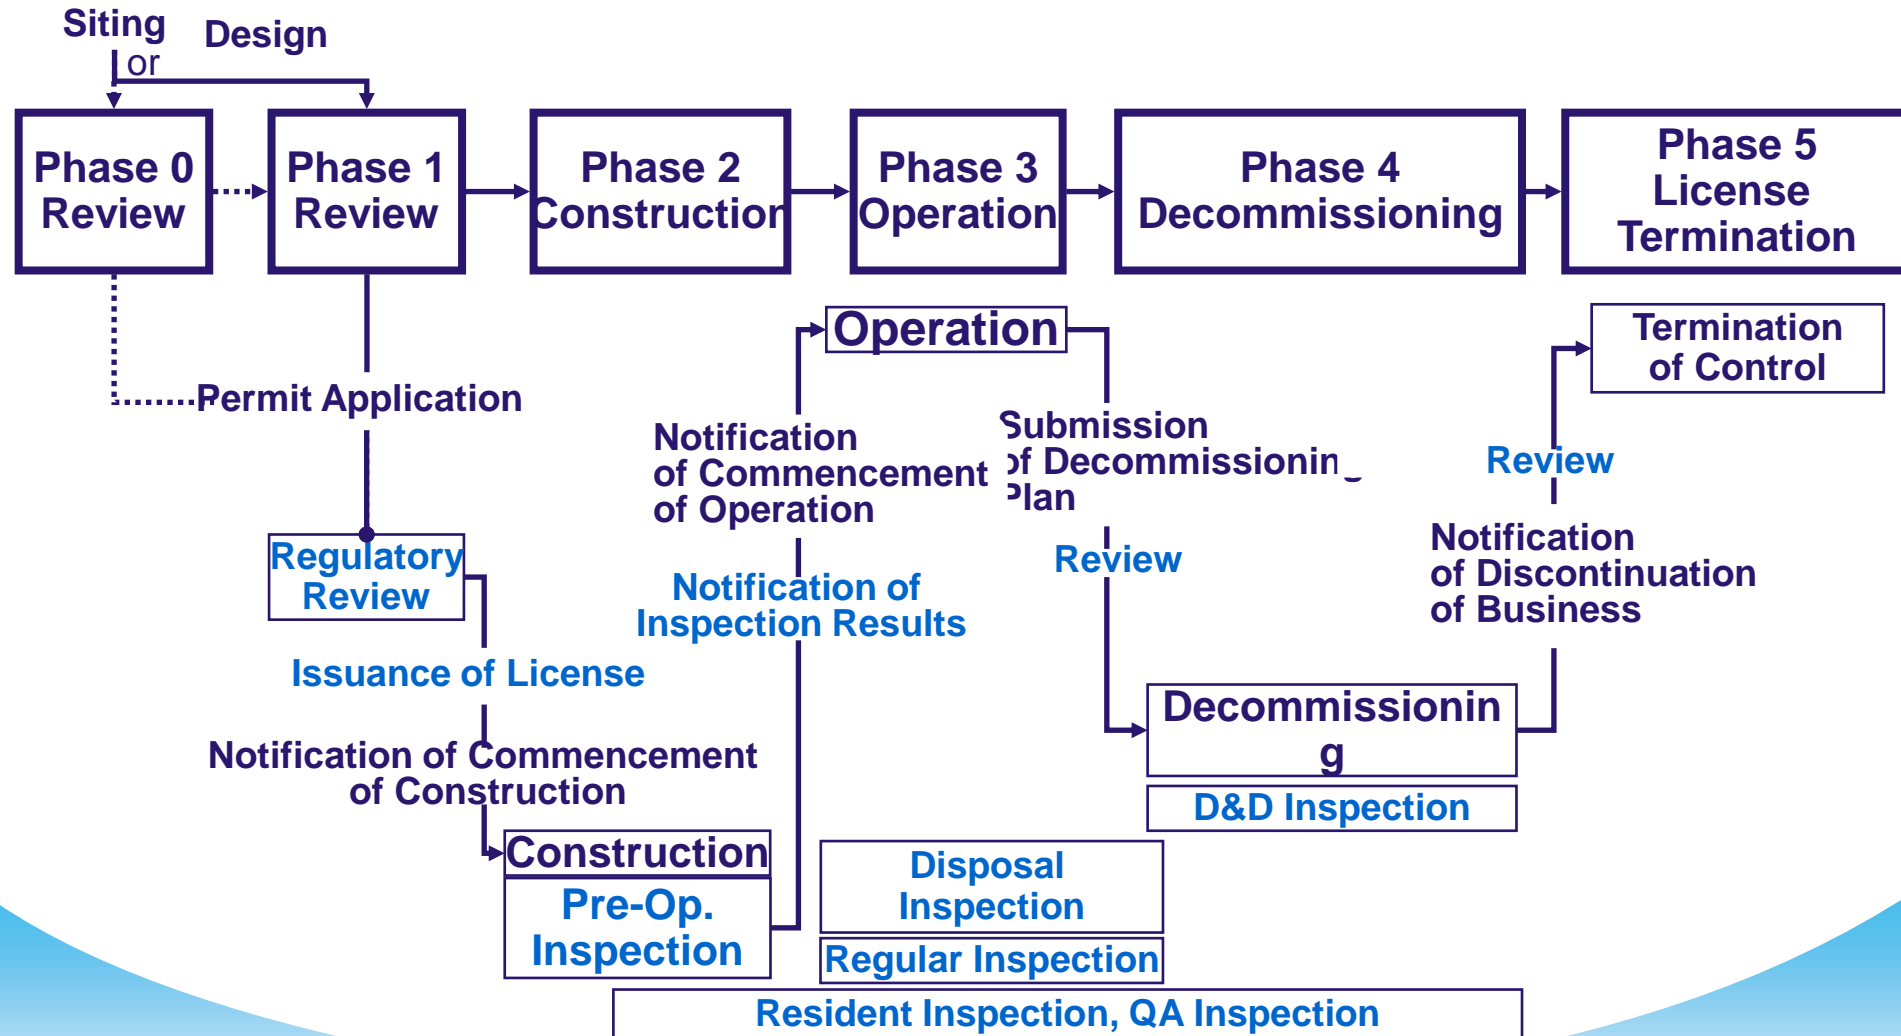 Siting
Design
or
Phase 0
Review
Phase 1
Review
Phase 2
Construction
Phase 3
Operation
Phase 4
Decommissioning
Phase 5
License
Termination
Operation
Termination
of Control
Permit Application
Notification
of Commencement
of Operation
Submission
of Decommissioning
Plan
Review
Review
Notification
of Discontinuation
of Business
Regulatory
Review
Notification of
Inspection Results
Issuance of License
Notification of Commencement
of Construction
Decommissionin
g
D&D Inspection
Construction
Pre-Op.
Inspection
Disposal
Inspection
Regular Inspection
Resident Inspection, QA Inspection